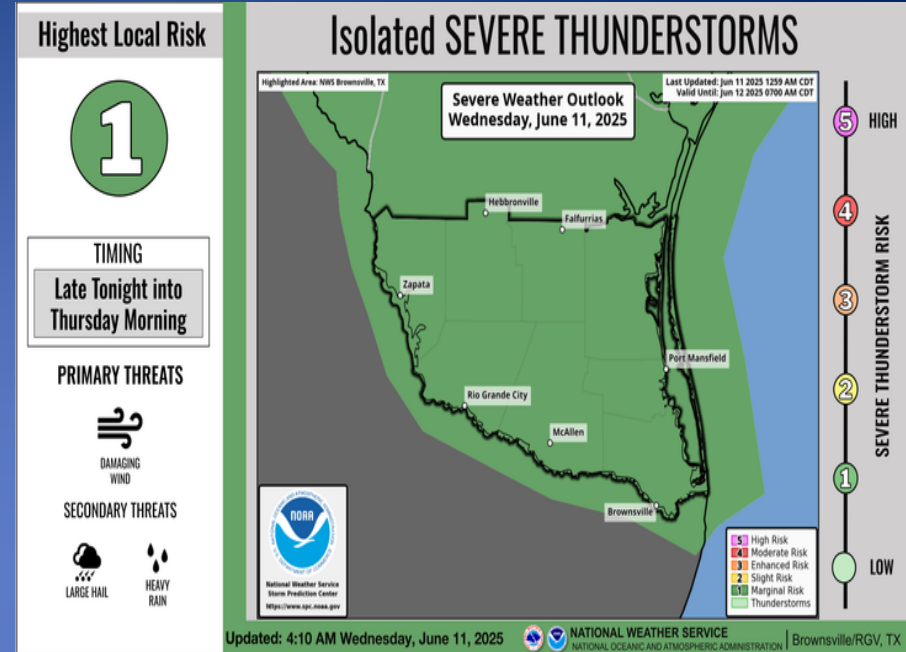 Highest Local Risk
1
TIMING
Late Tonight into
Thursday Morning
PRIMARY THREATS
DAMAGING
WIND
SECONDARY THREATS
LARGE HAIL
HEAVY
RAIN
Isolated SEVERE THUNDERSTORMS
Highlighted Area: NWS Brownsville, TX
Severe Weather Outlook
Wednesday, June 11, 2025
Last Updated: Jun 11 2025 1259 AM CDT
Valid Until: Jun 12 2025 0700 AM CDT
Hebbronville
Falfurrias
Zapata
Port Mansfield
Rio Grande City
McAllen
Brownsville
NOAA
National Weather Service
Storm Prediction Center
https://www.spc.noaa.gov
5 High Risk
4 Moderate Risk
3 Enhanced Risk
2 Slight Risk
1 Marginal Risk
Thunderstorms
5 HIGH
4
3
2
1
LOW
SEVERE THUNDERSTORM RISK
Updated: 4:10 AM Wednesday, June 11, 2025
NATIONAL WEATHER SERVICE
NATIONAL OCEANIC AND ATMOSPHERIC ADMINISTRATION
Brownsville/RGV, TX